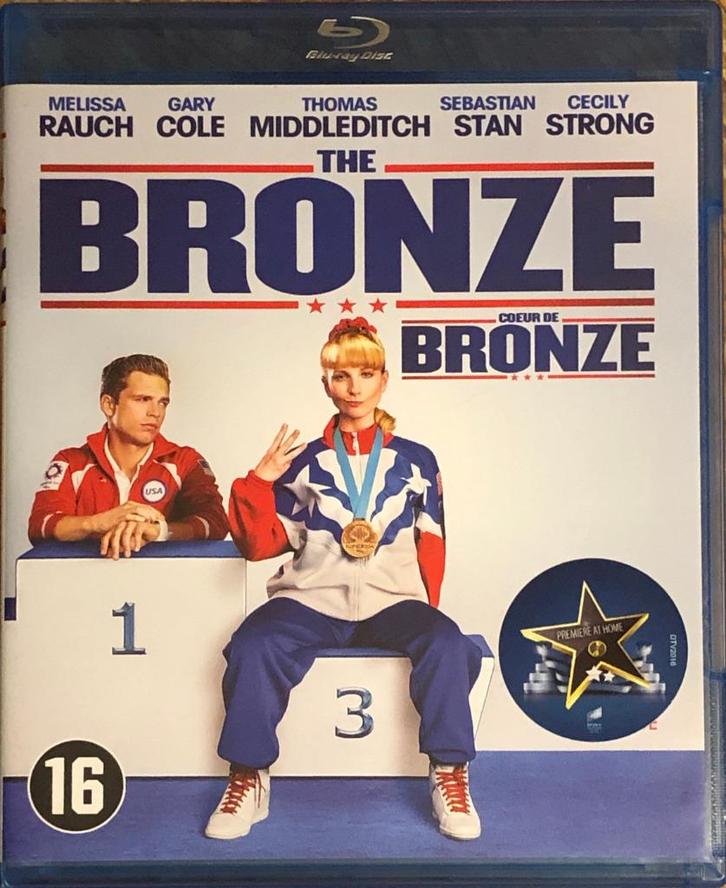 Blu-ray Disc
MELISSA RAUCH GARY COLE THOMAS MIDDLEDITCH SEBASTIAN STAN CECILY STRONG
THE
BRONZE
COEUR DE
BRONZE
USA
1
3
PREMIERE AT HOME
DTV2016
16